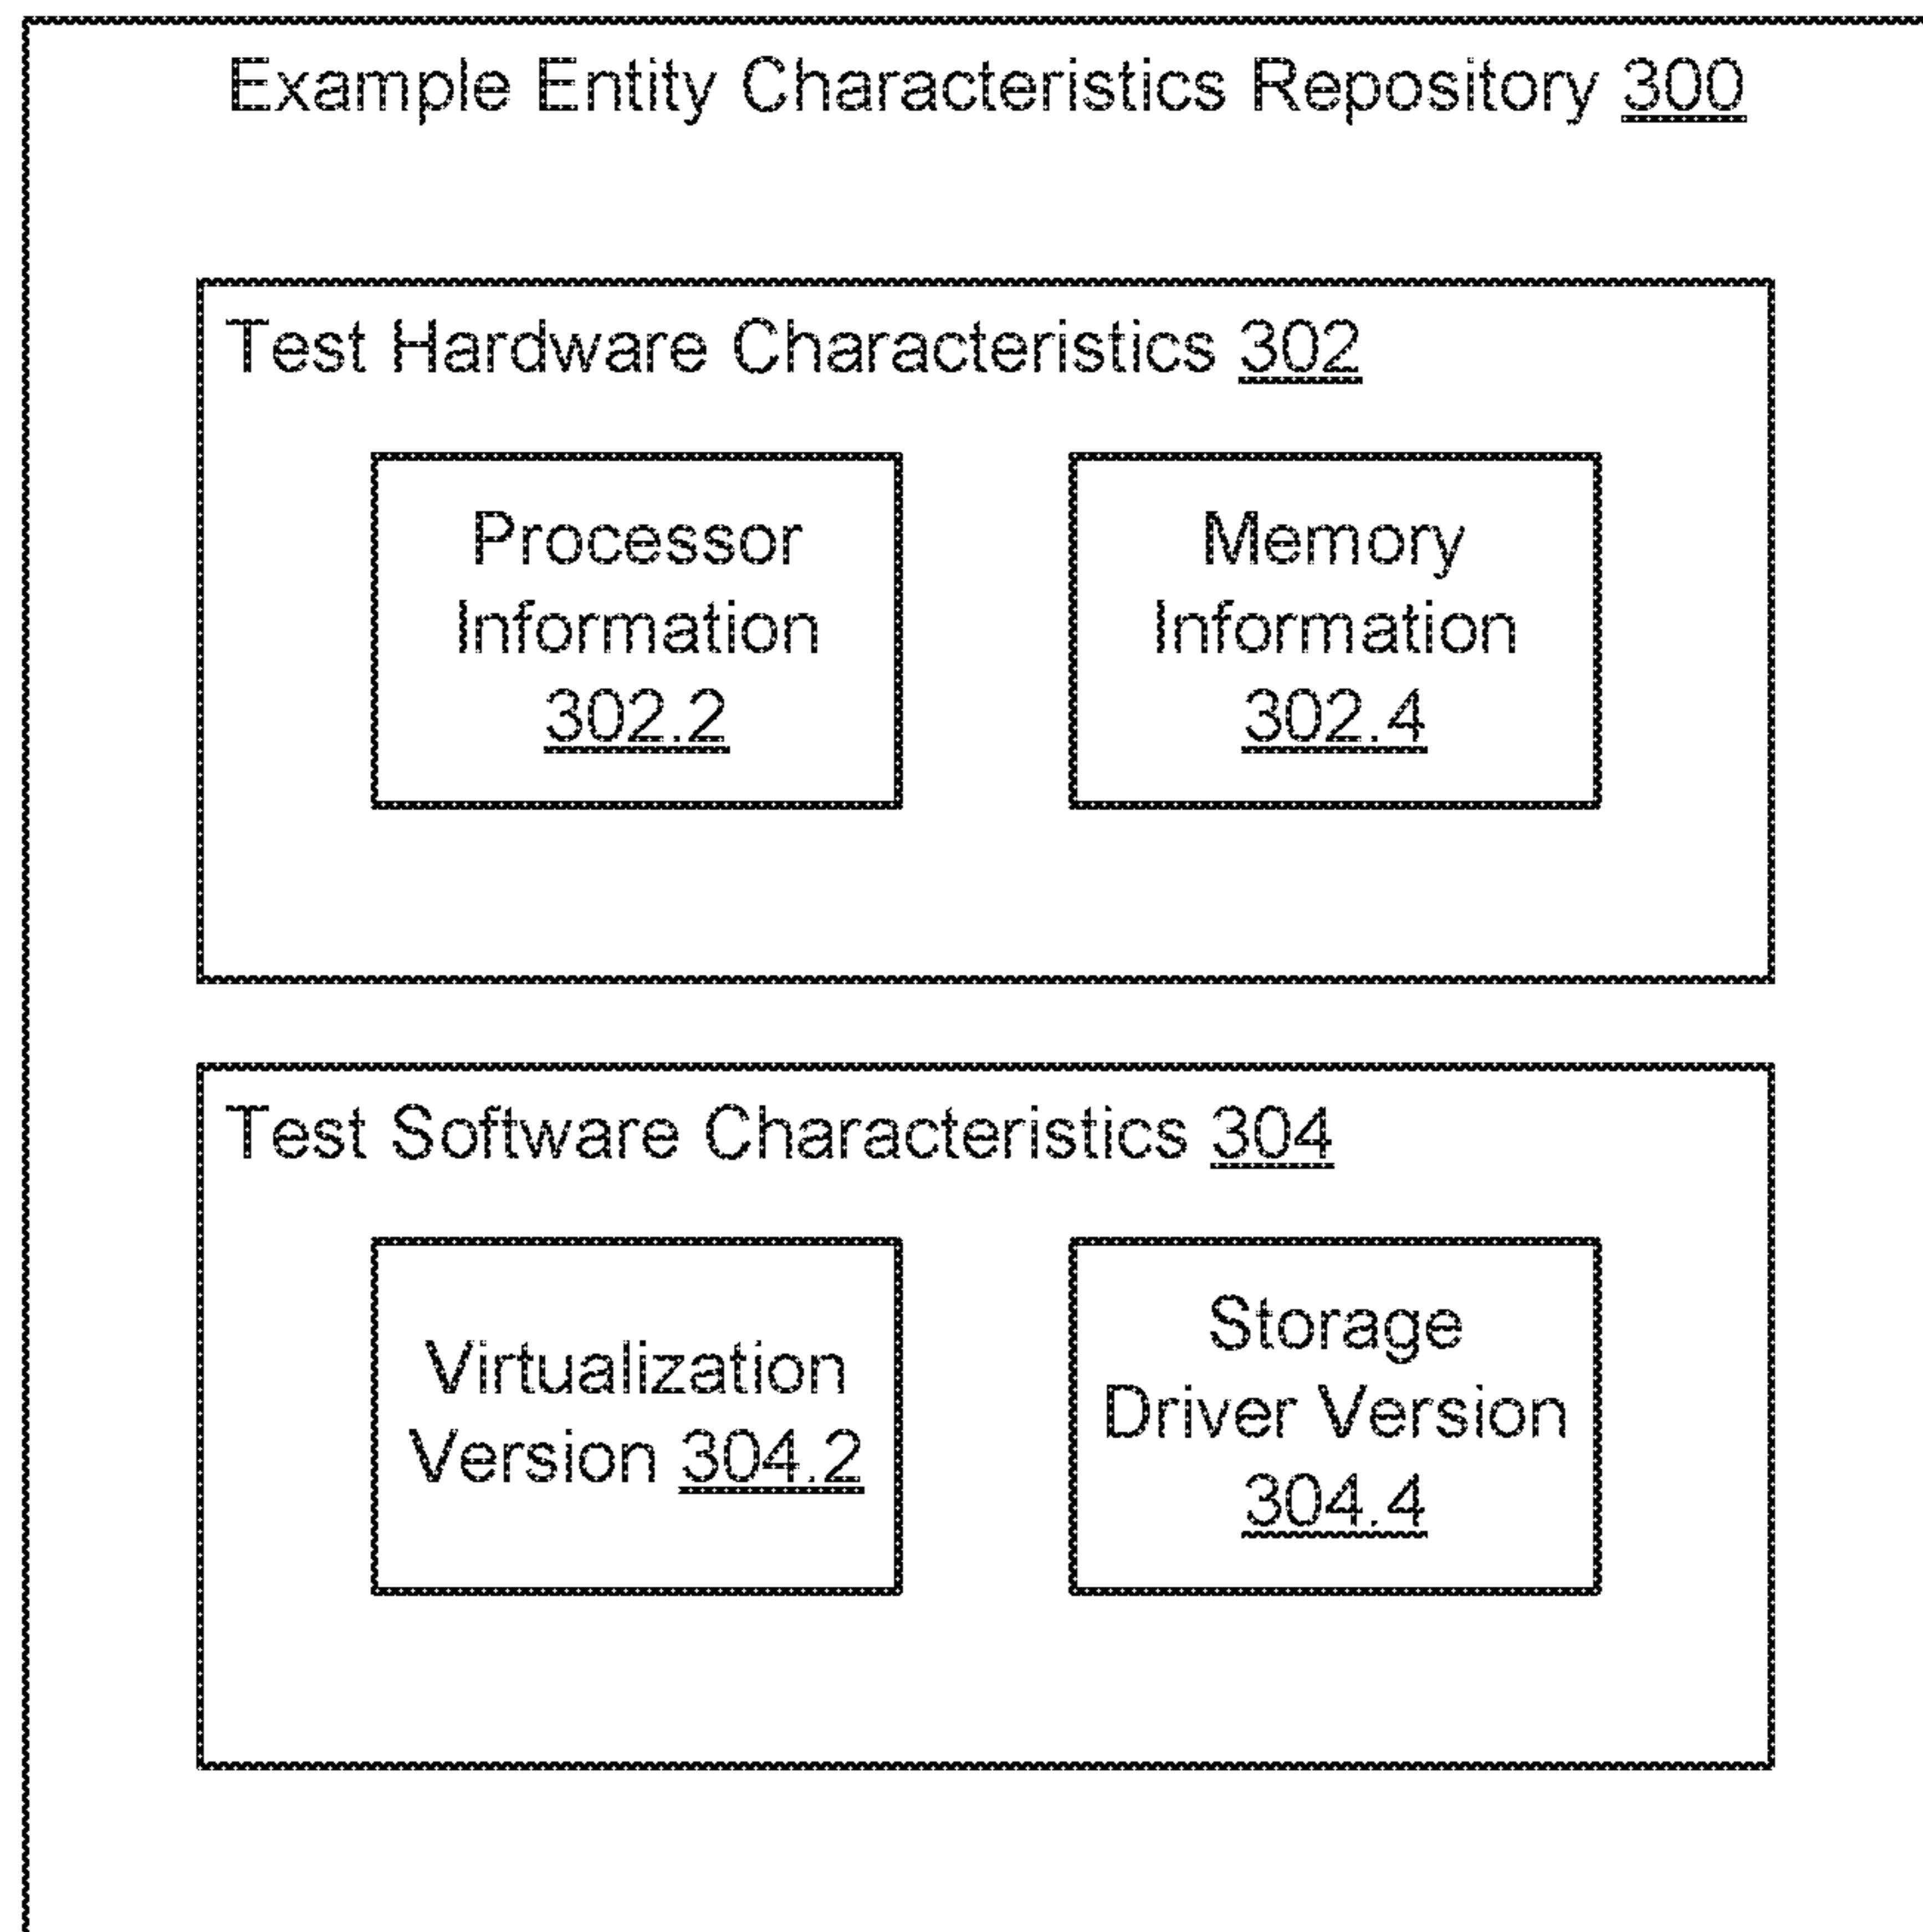 Example Entity Characteristics Repository 300
Test Hardware Characteristics 302
Processor
Information
302.2
Memory
Information
302.4
Test Software Characteristics 304
Virtualization
Version 304.2
Storage
Driver Version
304.4